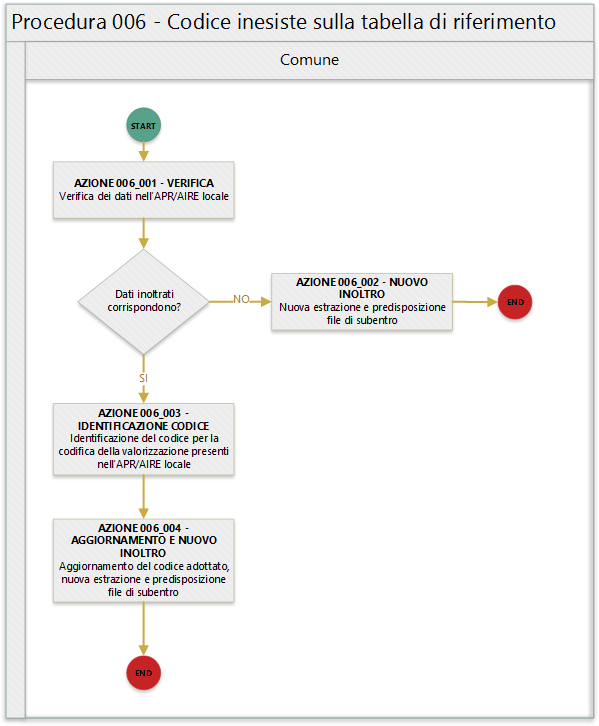 Procedura 006 - Codice inesiste sulla tabella di riferimento
Comune
START
AZIONE 006_001 - VERIFICA
Verifica dei dati nell'APR/AIRE locale
Dati inoltrati
corrispondono?
NO
AZIONE 006_002 - NUOVO
INOLTRO
Nuova estrazione e predisposizione
file di subentro
END
SI
AZIONE 006_003 -
IDENTIFICAZIONE CODICE
Identificazione del codice per la
codifica della valorizzazione presenti
nell'APR/AIRE locale
AZIONE 006_004 -
AGGIORNAMENTO E NUOVO
INOLTRO
Aggiornamento del codice adottato,
nuova estrazione e predisposizione
file di subentro
END